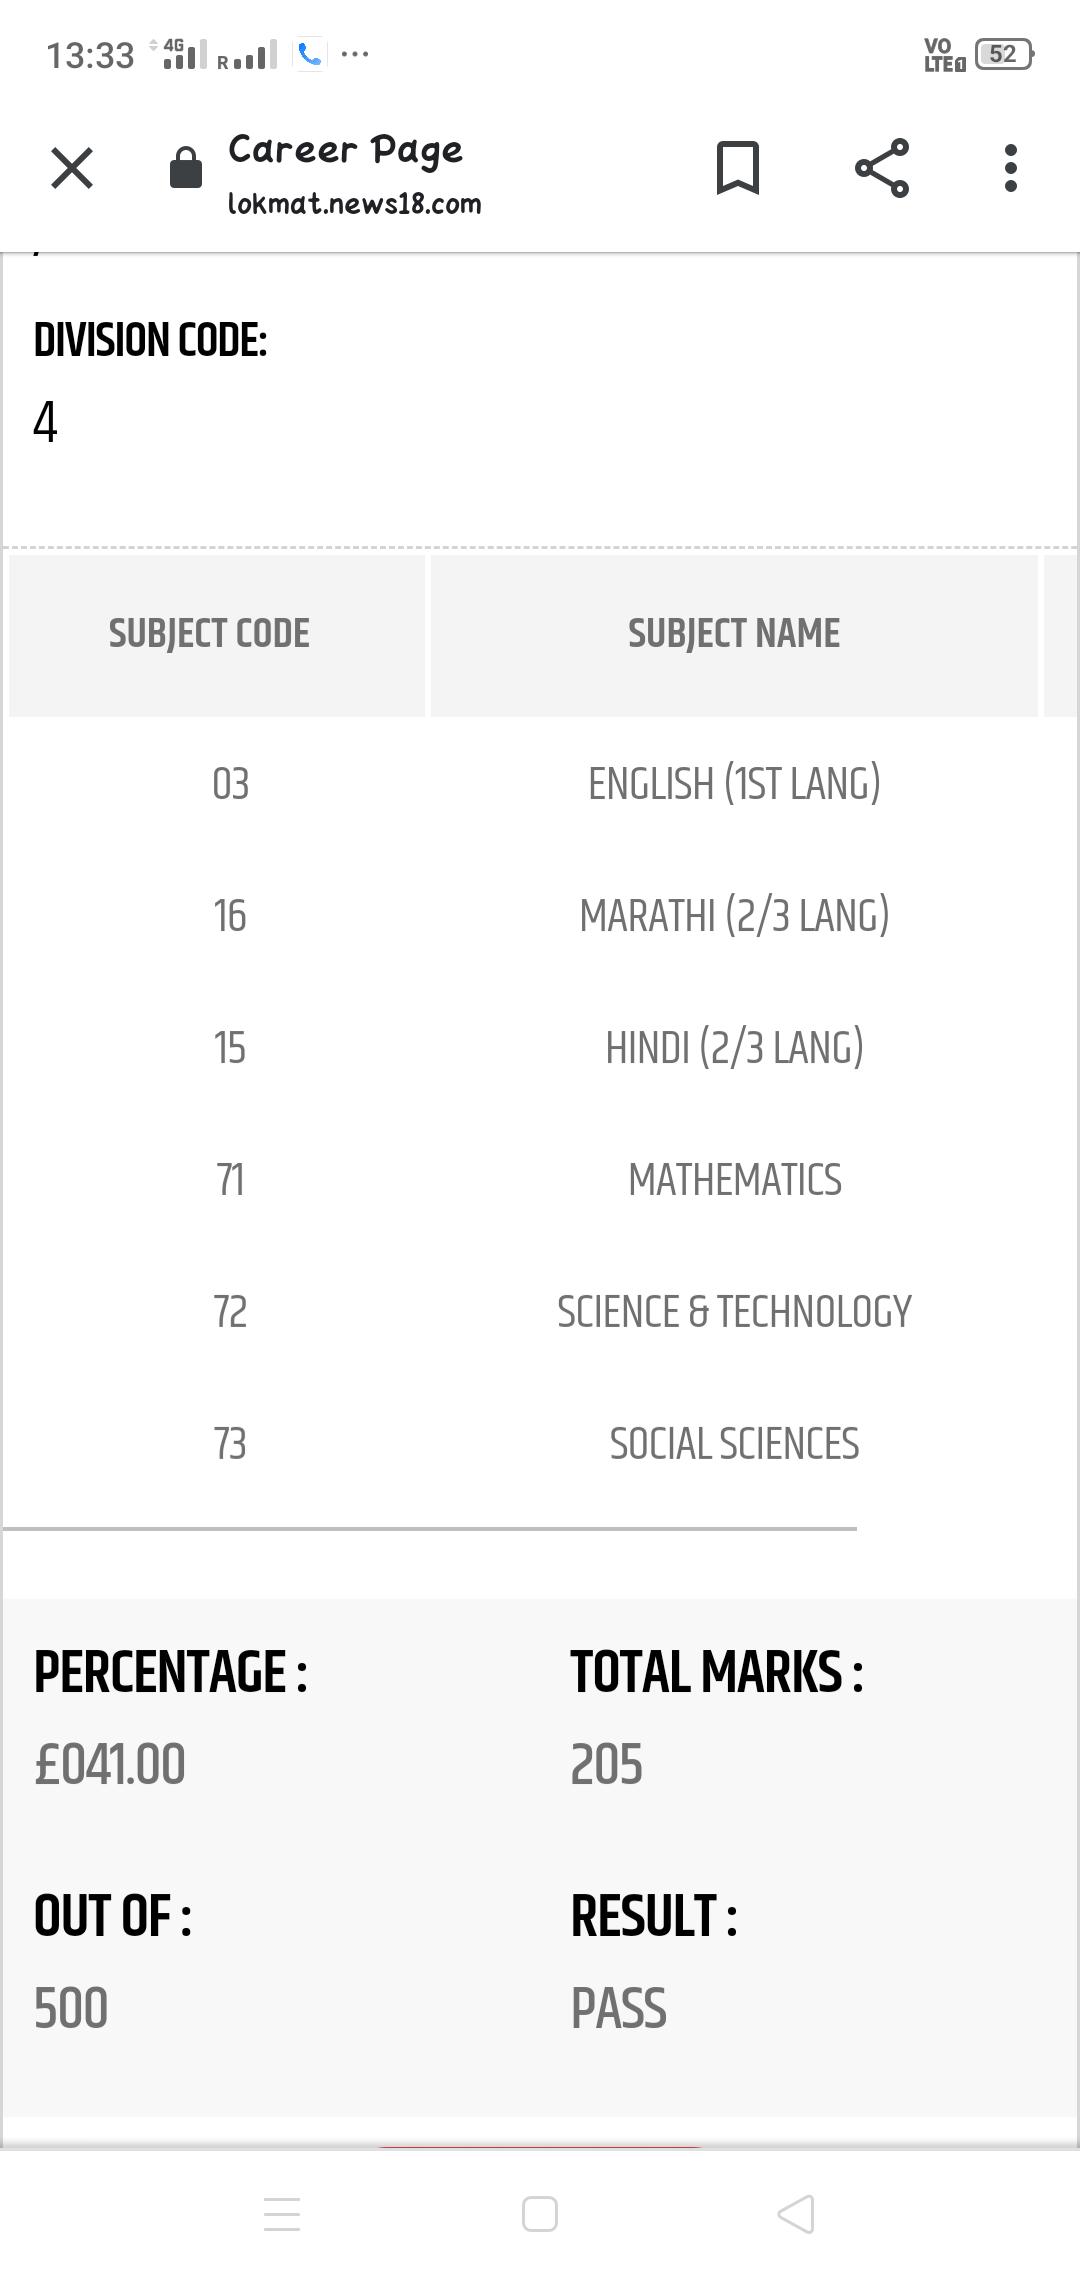 13:33 4G R VO LTE 1 52
Career Page
lokmat.news18.com
DIVISION CODE:
4
SUBJECT CODE SUBJECT NAME
03 ENGLISH (1ST LANG)
16 MARATHI (2/3 LANG)
15 HINDI (2/3 LANG)
71 MATHEMATICS
72 SCIENCE & TECHNOLOGY
73 SOCIAL SCIENCES
PERCENTAGE : TOTAL MARKS :
£041.00 205
OUT OF : RESULT :
500 PASS